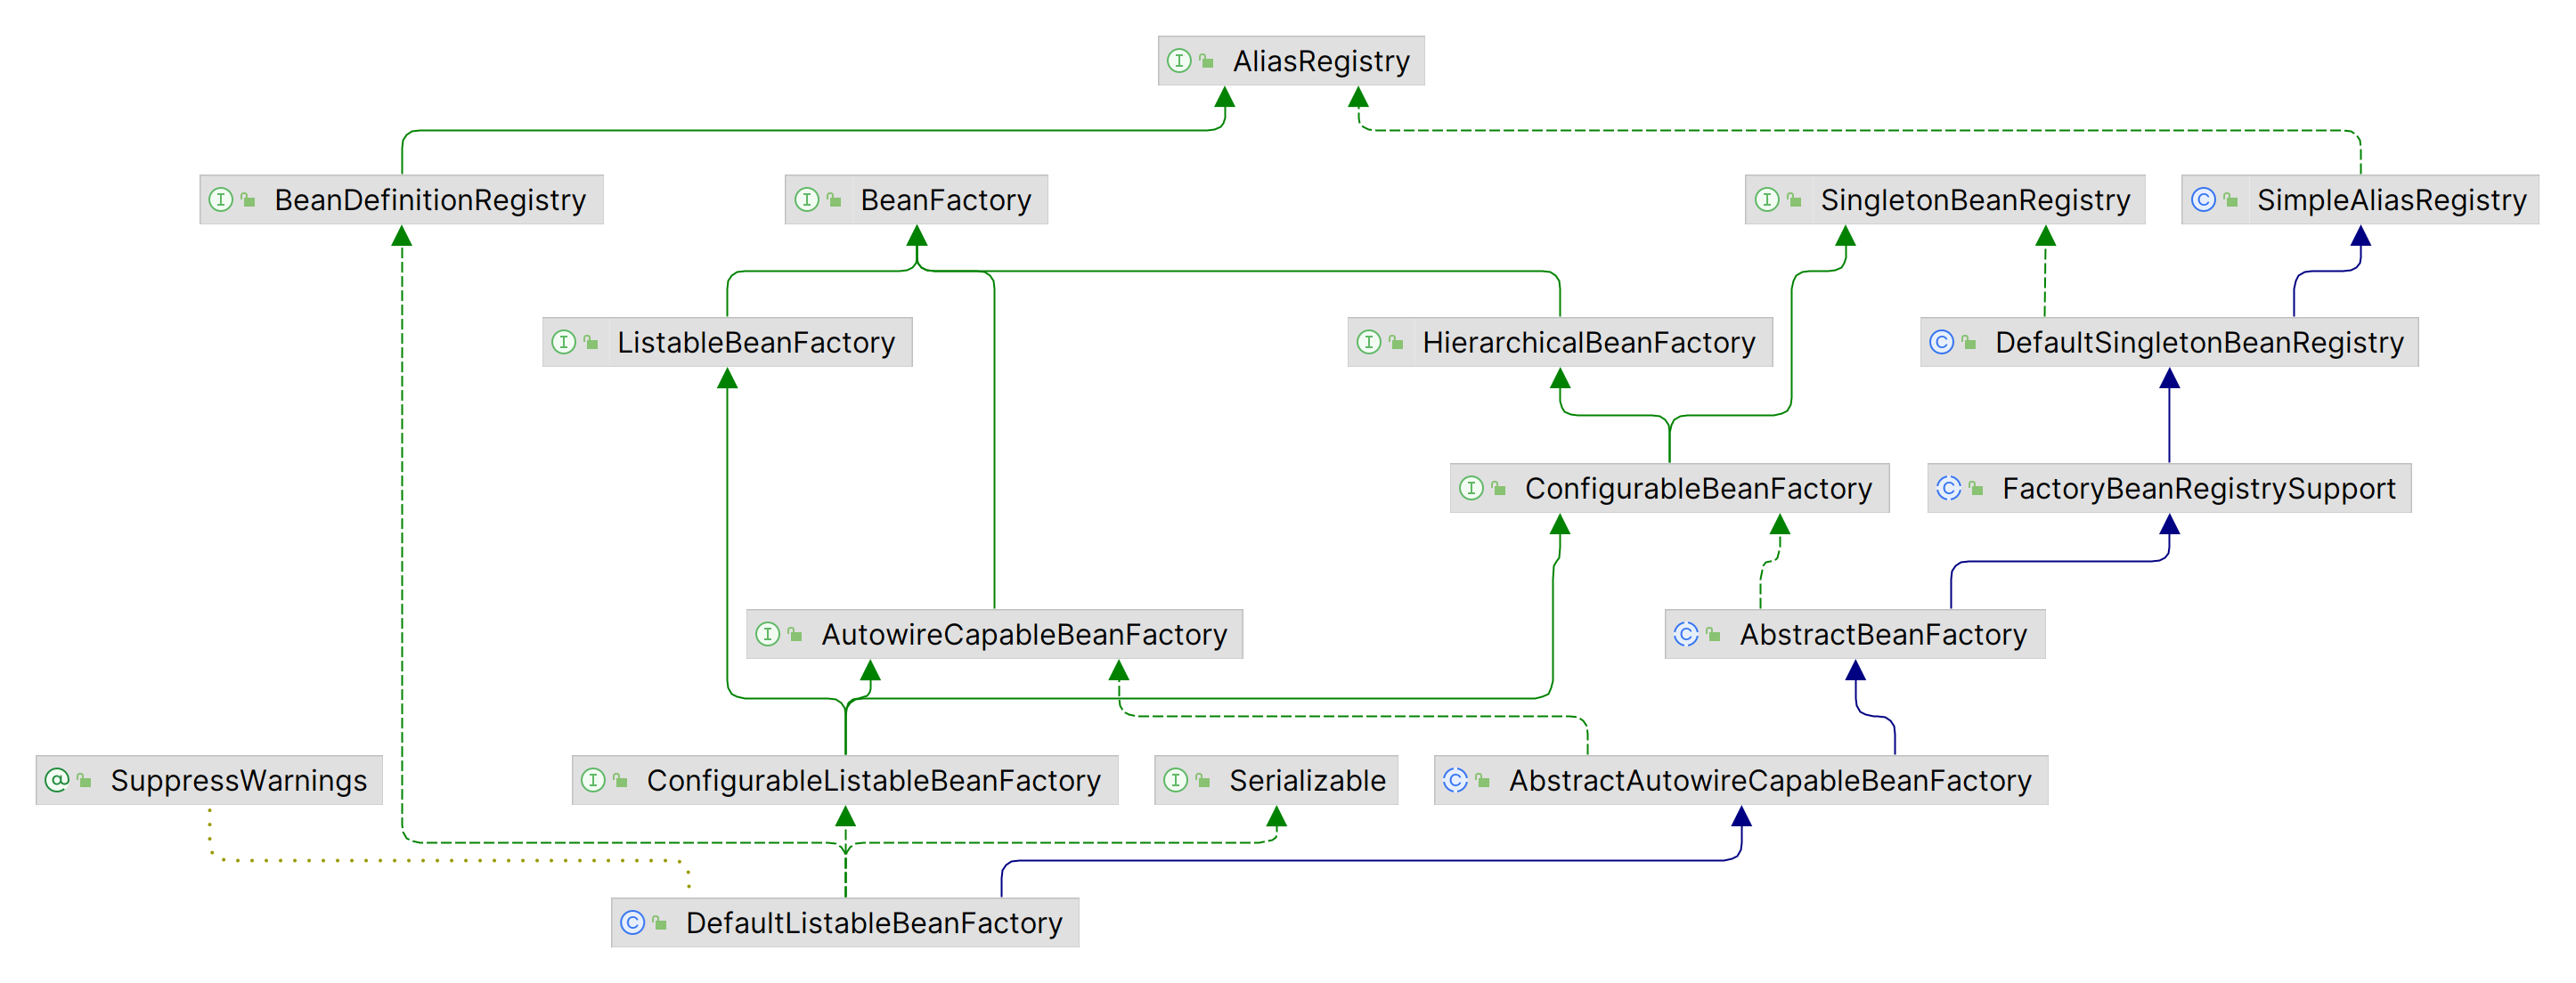 AliasRegistry
BeanDefinitionRegistry
BeanFactory
SingletonBeanRegistry
SimpleAliasRegistry
ListableBeanFactory
HierarchicalBeanFactory
DefaultSingletonBeanRegistry
ConfigurableBeanFactory
FactoryBeanRegistrySupport
AutowireCapableBeanFactory
AbstractBeanFactory
SuppressWarnings
ConfigurableListableBeanFactory
Serializable
AbstractAutowireCapableBeanFactory
DefaultListableBeanFactory